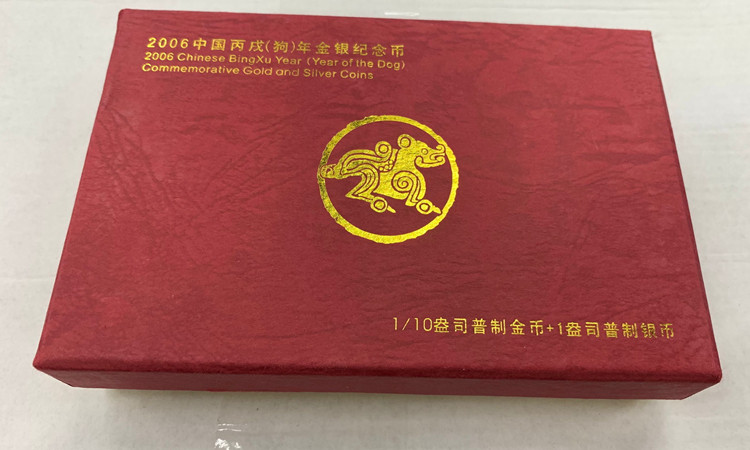 2006中国丙戌(狗)年金银纪念币
2006 Chinese BingXu Year (Year of the Dog)
Commemorative Gold and Silver Coins
1/10盎司普制金币+1盎司普制银币